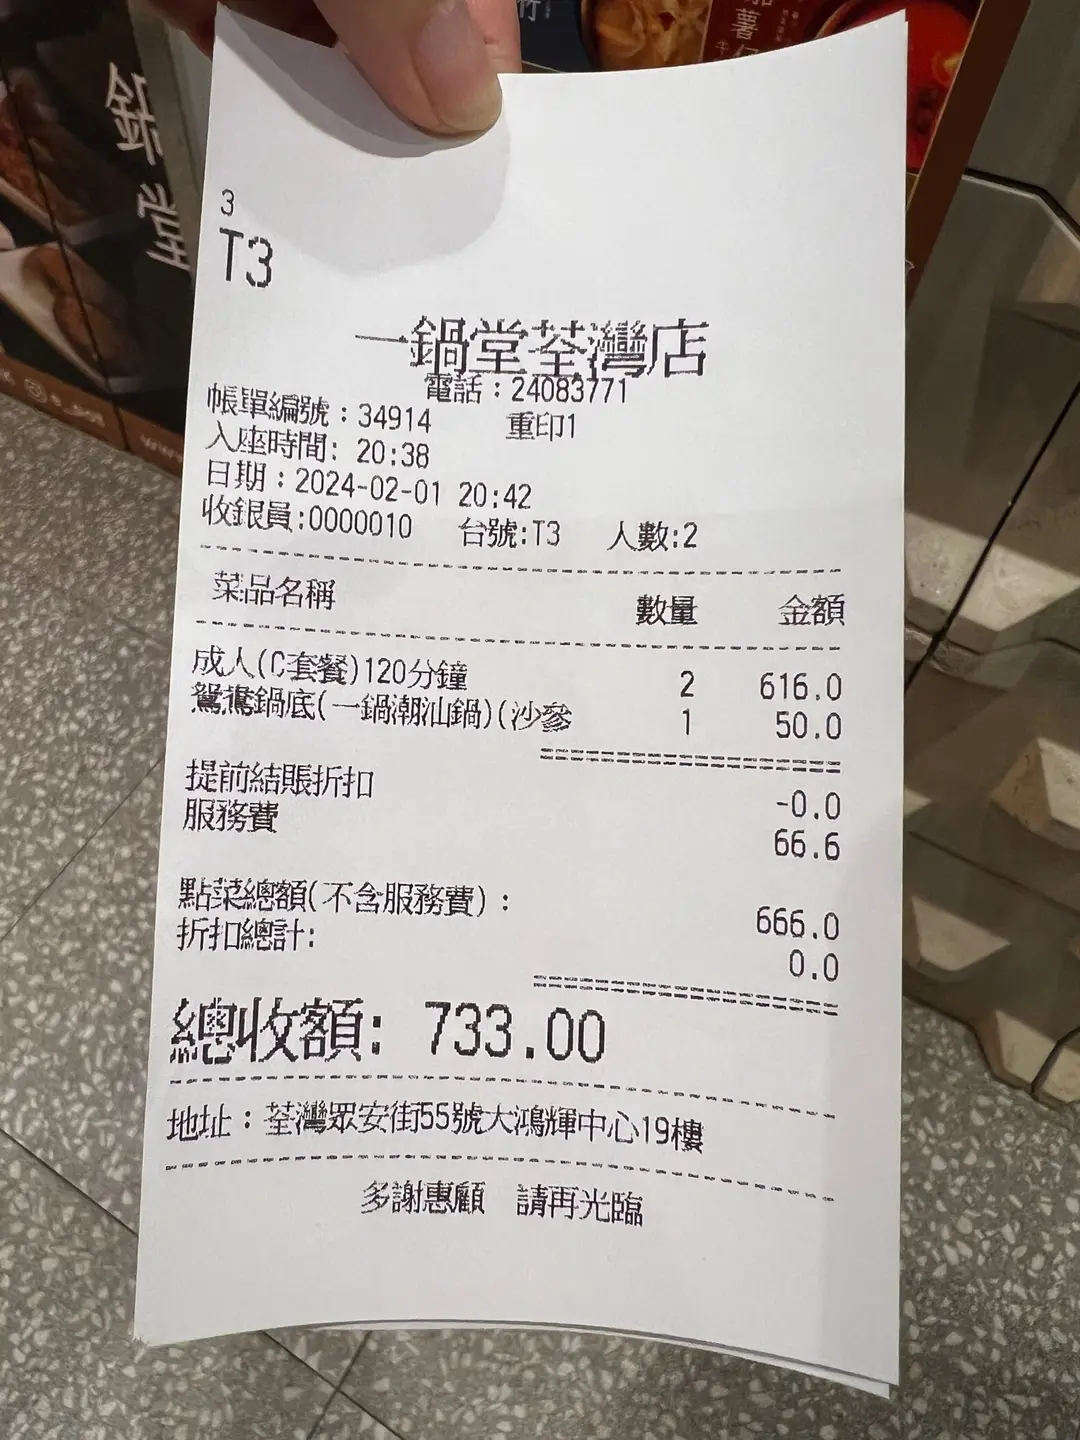 鍋堂
3
T3
一鍋堂荃灣店
電話：24083771
帳單編號：34914 重印1
入座時間: 20:38
日期：2024-02-01 20:42
收銀員:0000010 台號:T3 人數:2
菜品名稱 數量 金額
成人(C套餐)120分鐘 2 616.0
鴛鴦鍋底(一鍋潮汕鍋)(沙參 1 50.0
提前結賬折扣 -0.0
服務費 66.6
點菜總額(不含服務費)： 666.0
折扣總計: 0.0
總收額: 733.00
地址：荃灣眾安街55號大鴻輝中心19樓
多謝惠顧 請再光臨